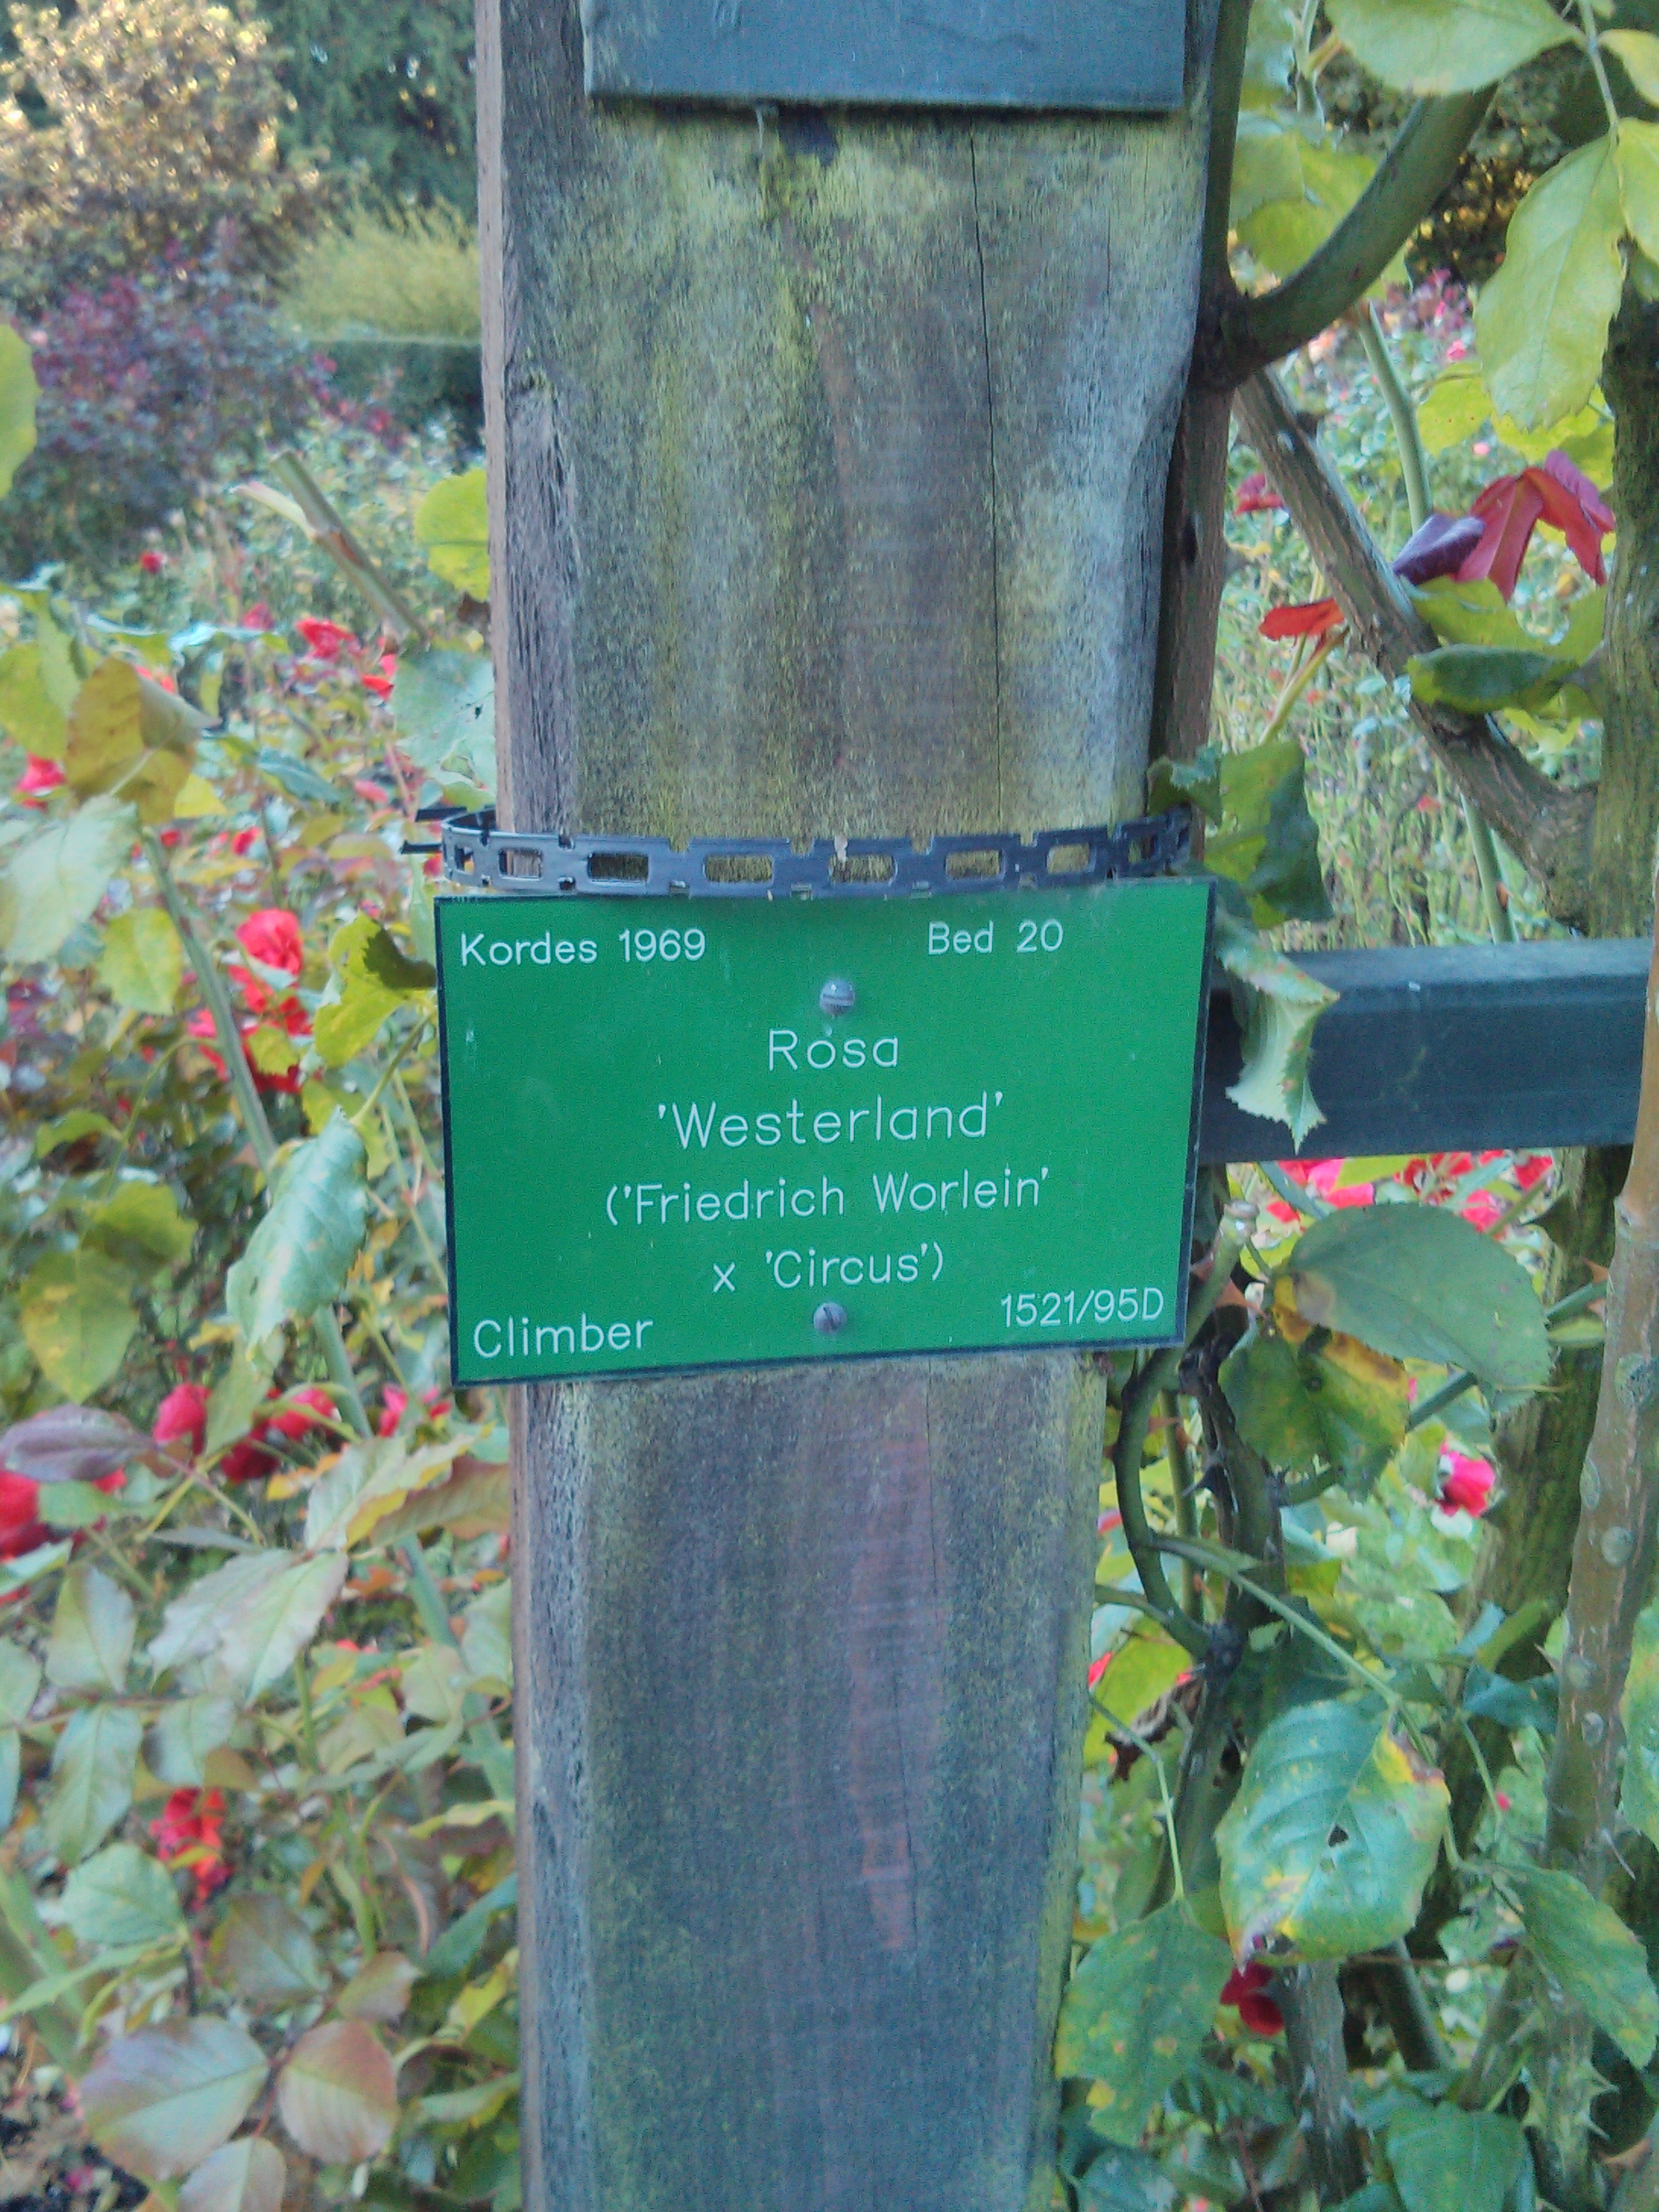 Kordes 1969 Bed 20
Rosa
'Westerland'
('Friedrich Worlein'
x 'Circus')
Climber 1521/95D